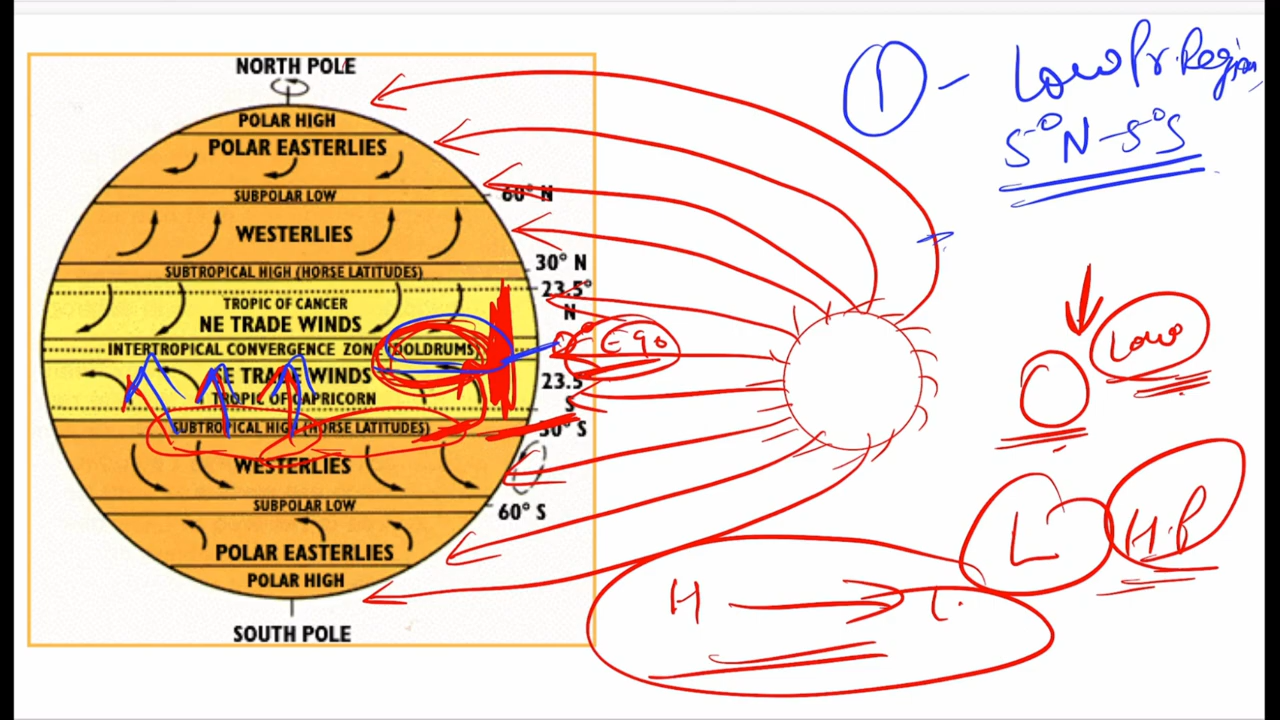 NORTH POLE
POLAR HIGH
POLAR EASTERLIES
SUBPOLAR LOW
60° N
WESTERLIES
SUBTROPICAL HIGH (HORSE LATITUDES)
30° N
23.5°
N
TROPIC OF CANCER
NE TRADE WINDS
INTERTROPICAL CONVERGENCE ZONE (DOLDRUMS)
SE TRADE WINDS
23.5
S
TROPIC OF CAPRICORN
SUBTROPICAL HIGH (HORSE LATITUDES)
30° S
WESTERLIES
SUBPOLAR LOW
60° S
POLAR EASTERLIES
POLAR HIGH
SOUTH POLE
1 - Low Pr. Region,
5°N-5°S
Low
L
H.P
H → L.